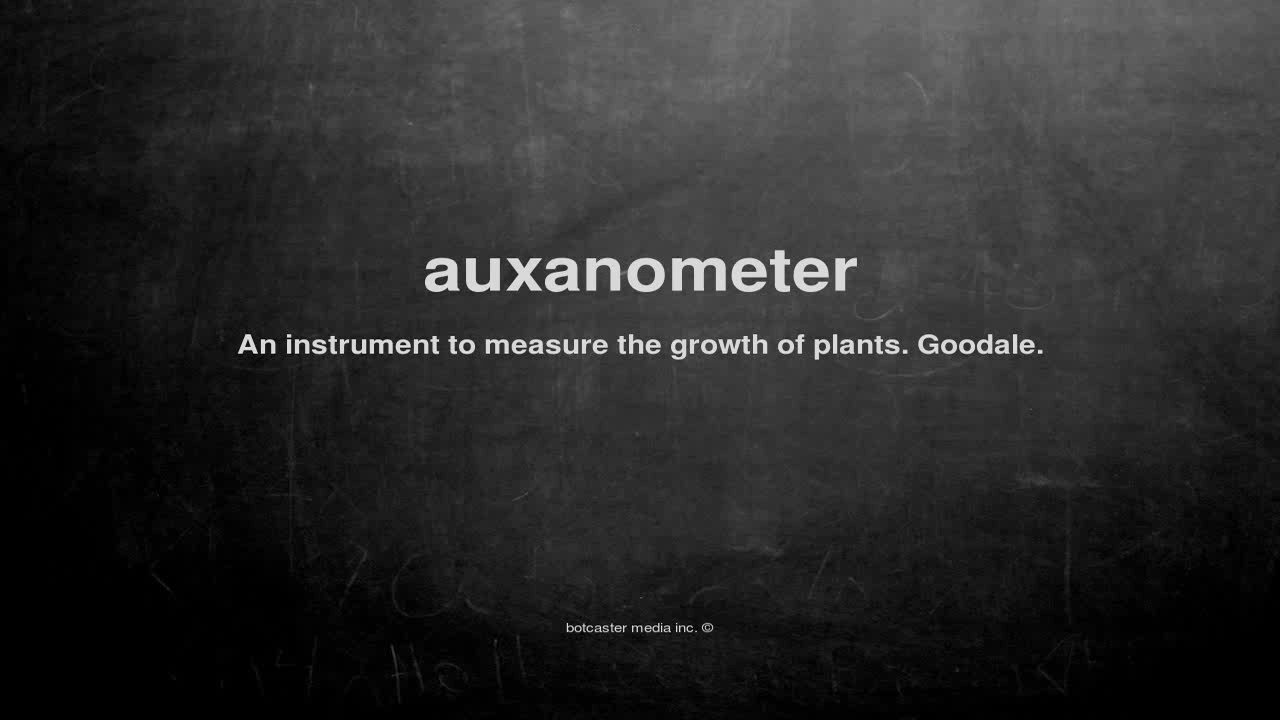 auxanometer
An instrument to measure the growth of plants. Goodale.
botcaster media inc. ©